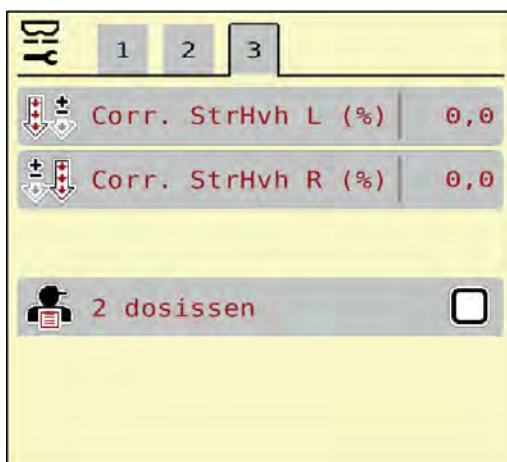 1 2 3
Corr. StrHvh L (%) 0,0
Corr. StrHvh R (%) 0,0
2 dosissen